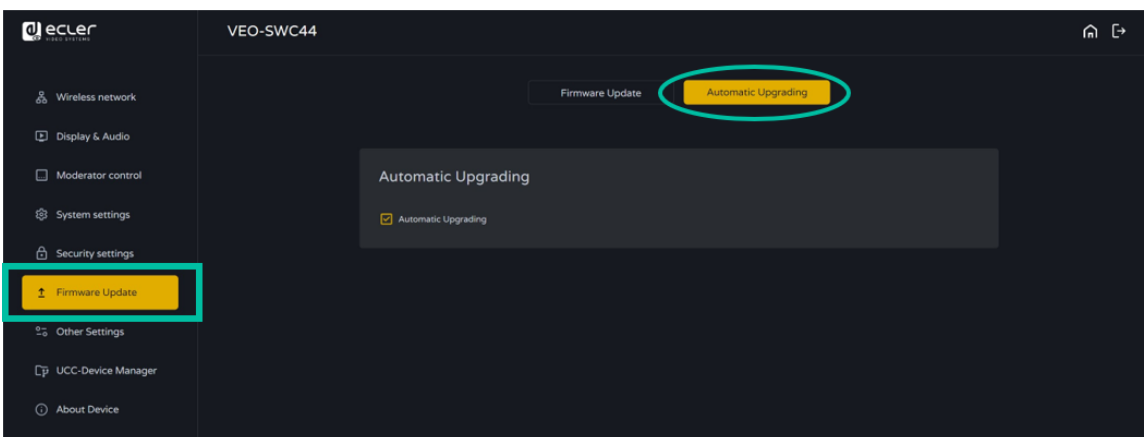 ecler
VIDEO SYSTEMS
VEO-SWC44
Wireless network
Display & Audio
Moderator control
System settings
Security settings
Firmware Update
Other Settings
UCC-Device Manager
About Device
Firmware Update
Automatic Upgrading
Automatic Upgrading
Automatic Upgrading